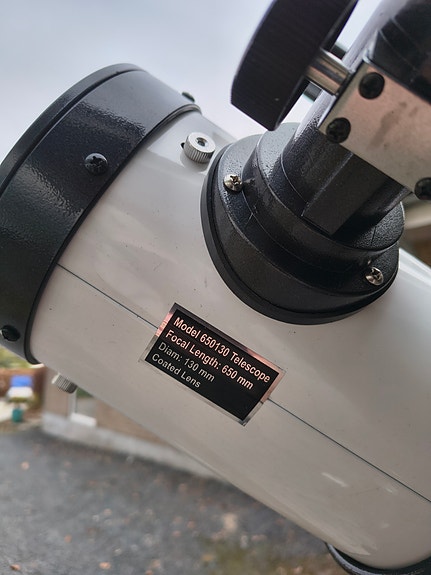 Model 650130 Telescope
Focal Length: 650 mm
Diam: 130 mm
Coated Lens